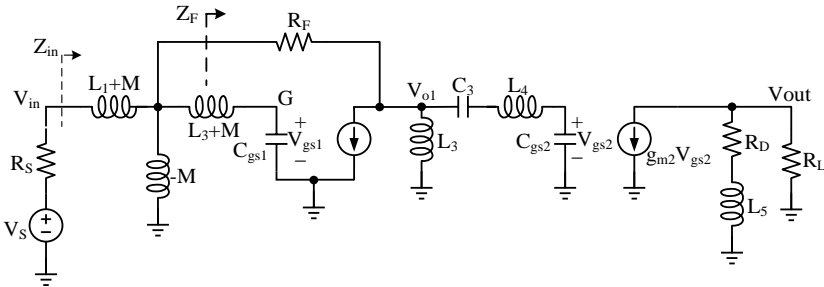 Z_F
R_F
Z_in
V_in
L_1+M
L_3+M
G
C_gs1
+
V_gs1
−
V_o1
C_3
L_4
L_3
C_gs2
+
V_gs2
−
g_m2V_gs2
Vout
R_D
R_L
L_5
R_S
-M
V_S
+
−